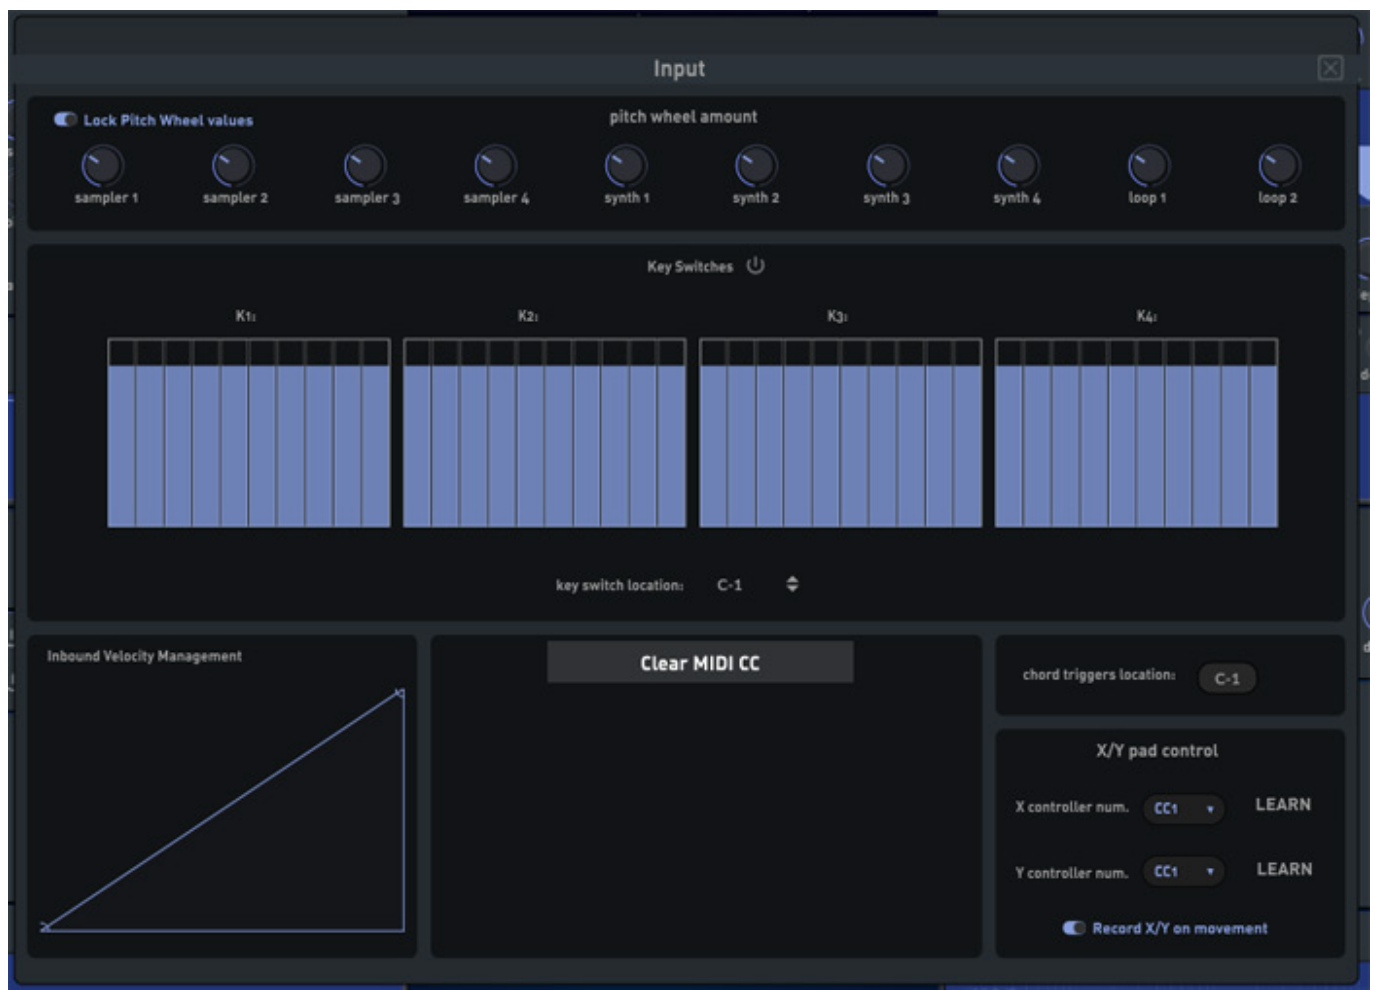 Input
Lock Pitch Wheel values
pitch wheel amount
sampler 1 sampler 2 sampler 3 sampler 4 synth 1 synth 2 synth 3 synth 4 loop 1 loop 2
Key Switches
K1: K2: K3: K4:
key switch location: C-1
Inbound Velocity Management
Clear MIDI CC
chord triggers location: C-1
X/Y pad control
X controller num. CC1 LEARN
Y controller num. CC1 LEARN
Record X/Y on movement